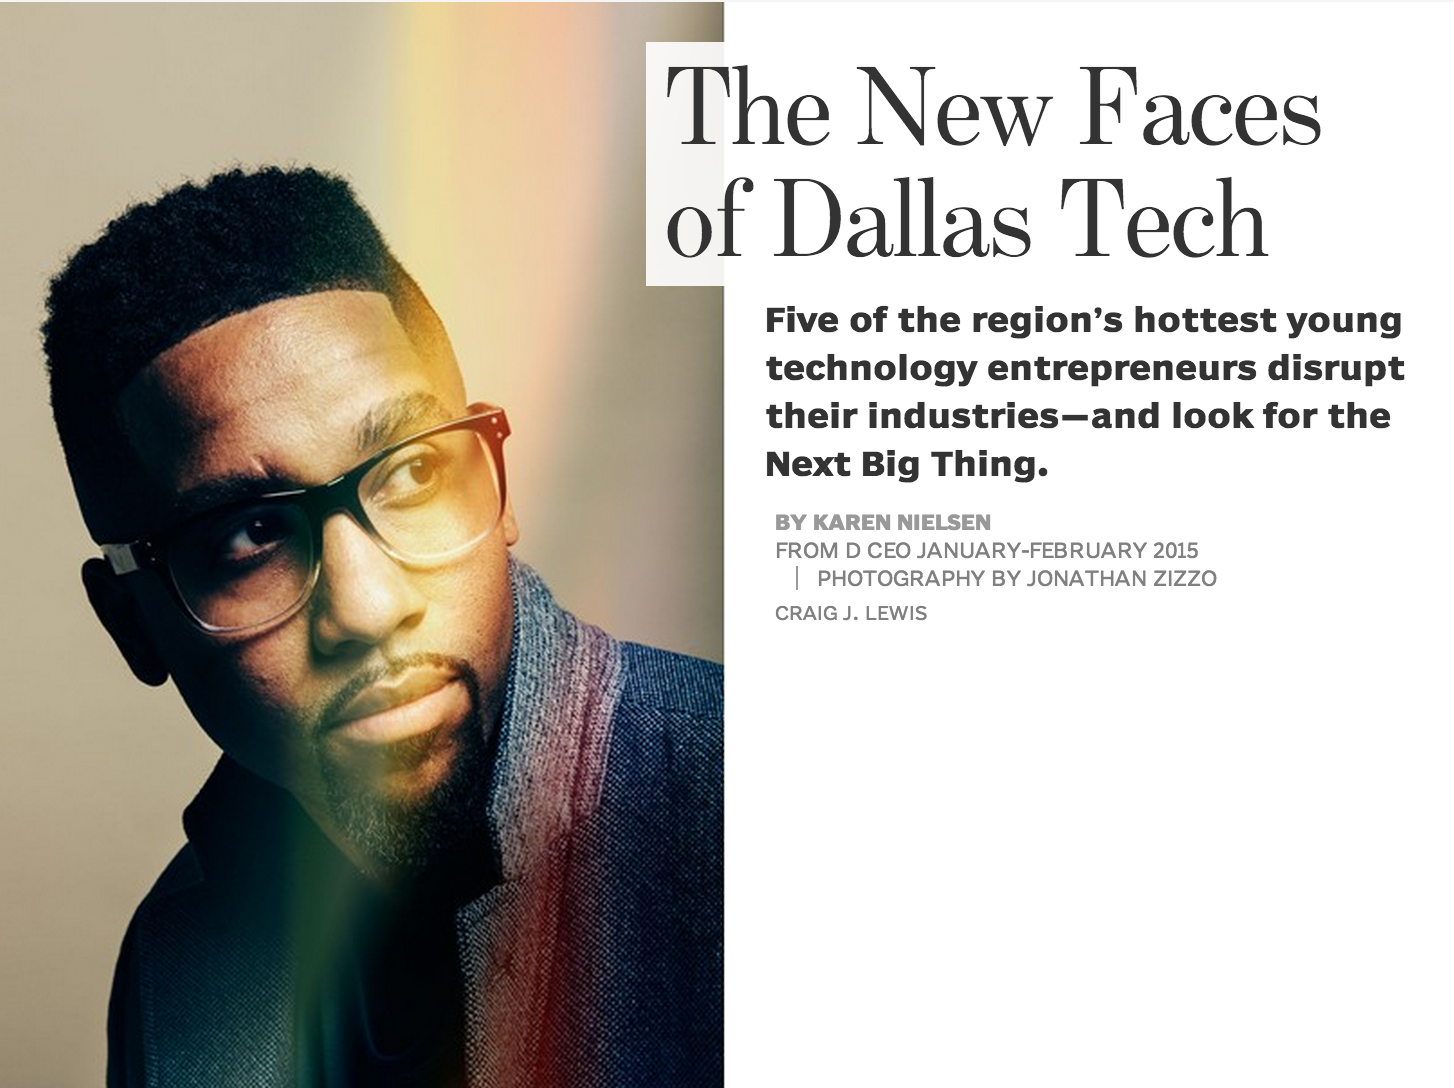 The New Faces
of Dallas Tech
Five of the region’s hottest young
technology entrepreneurs disrupt
their industries—and look for the
Next Big Thing.
BY KAREN NIELSEN
FROM D CEO JANUARY-FEBRUARY 2015
| PHOTOGRAPHY BY JONATHAN ZIZZO
CRAIG J. LEWIS